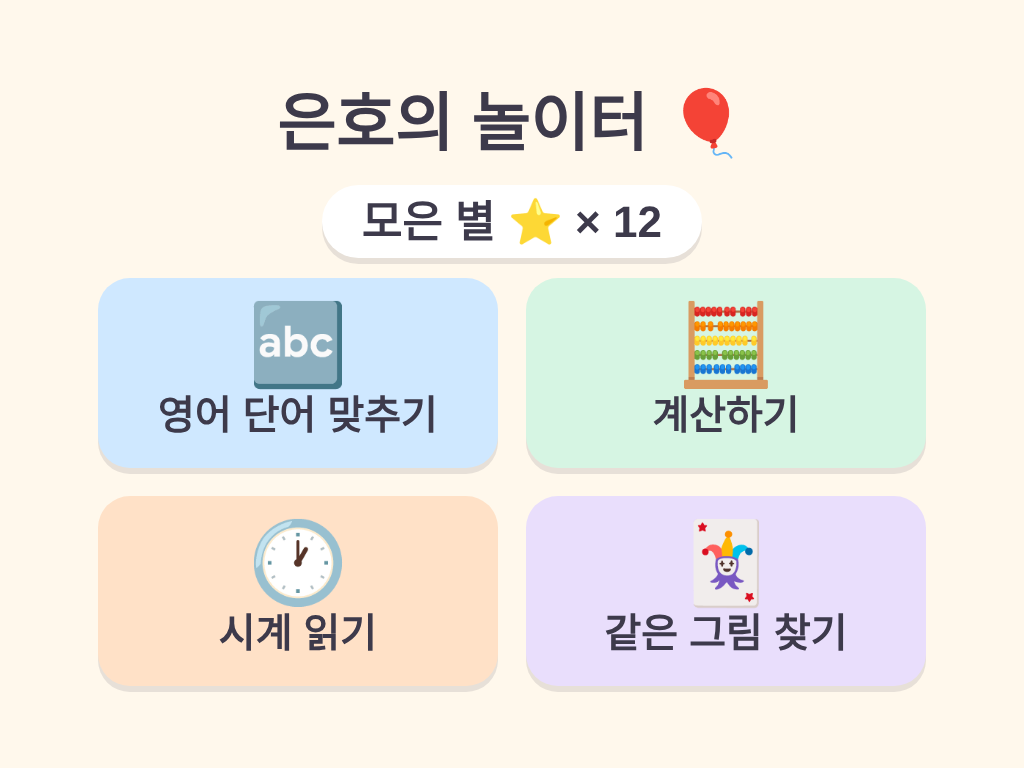 은호의 놀이터 🎈
모은 별 ⭐ × 12
abc
영어 단어 맞추기
계산하기
시계 읽기
같은 그림 찾기